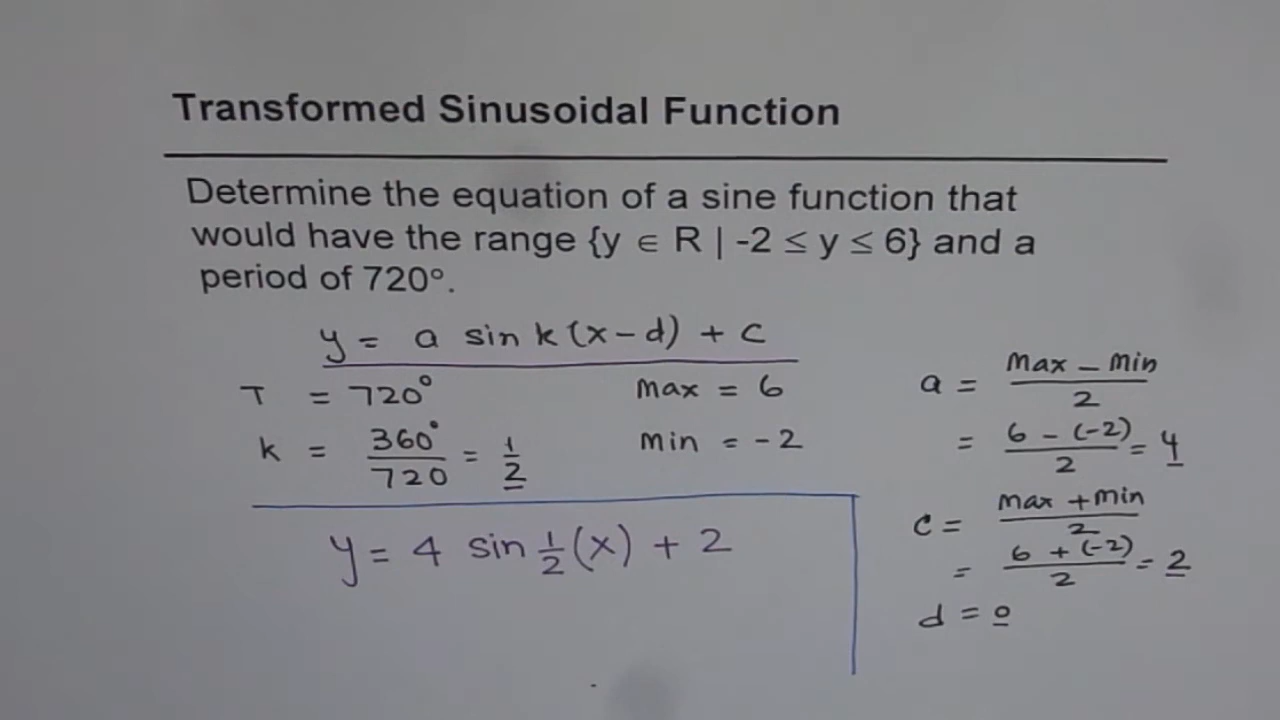 Transformed Sinusoidal Function
Determine the equation of a sine function that
would have the range {y ∈ R | -2 ≤ y ≤ 6} and a
period of 720°.
y = a sin k (x - d) + c
T = 720°
k = 360°/720 = 1/2
max = 6
min = -2
a = (max - min)/2
= (6 - (-2))/2 = 4
c = (max + min)/2
= (6 + (-2))/2 = 2
d = 0
y = 4 sin 1/2 (x) + 2